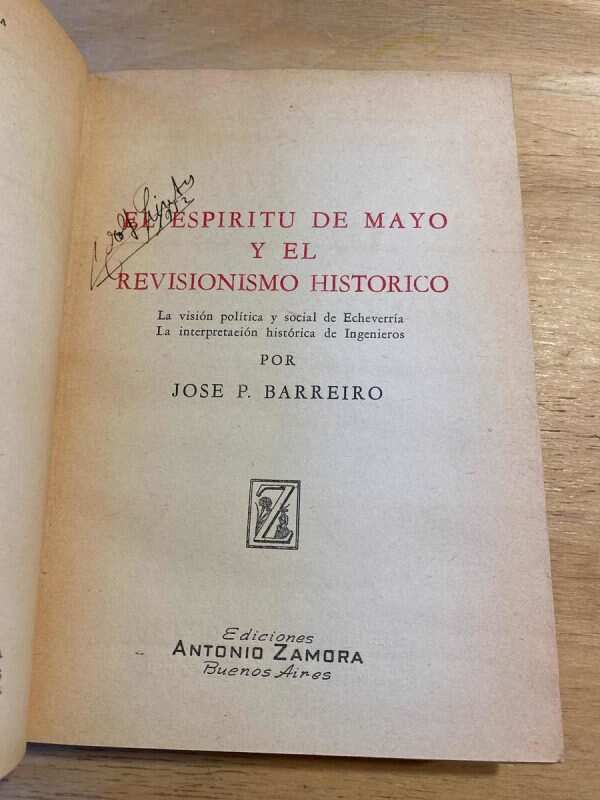 EL ESPIRITU DE MAYO
Y EL
REVISIONISMO HISTORICO
La visión política y social de Echeverría
La interpretaeión histórica de Ingenieros
POR
JOSE P. BARREIRO
Z
Ediciones
ANTONIO ZAMORA
Buenos Aires